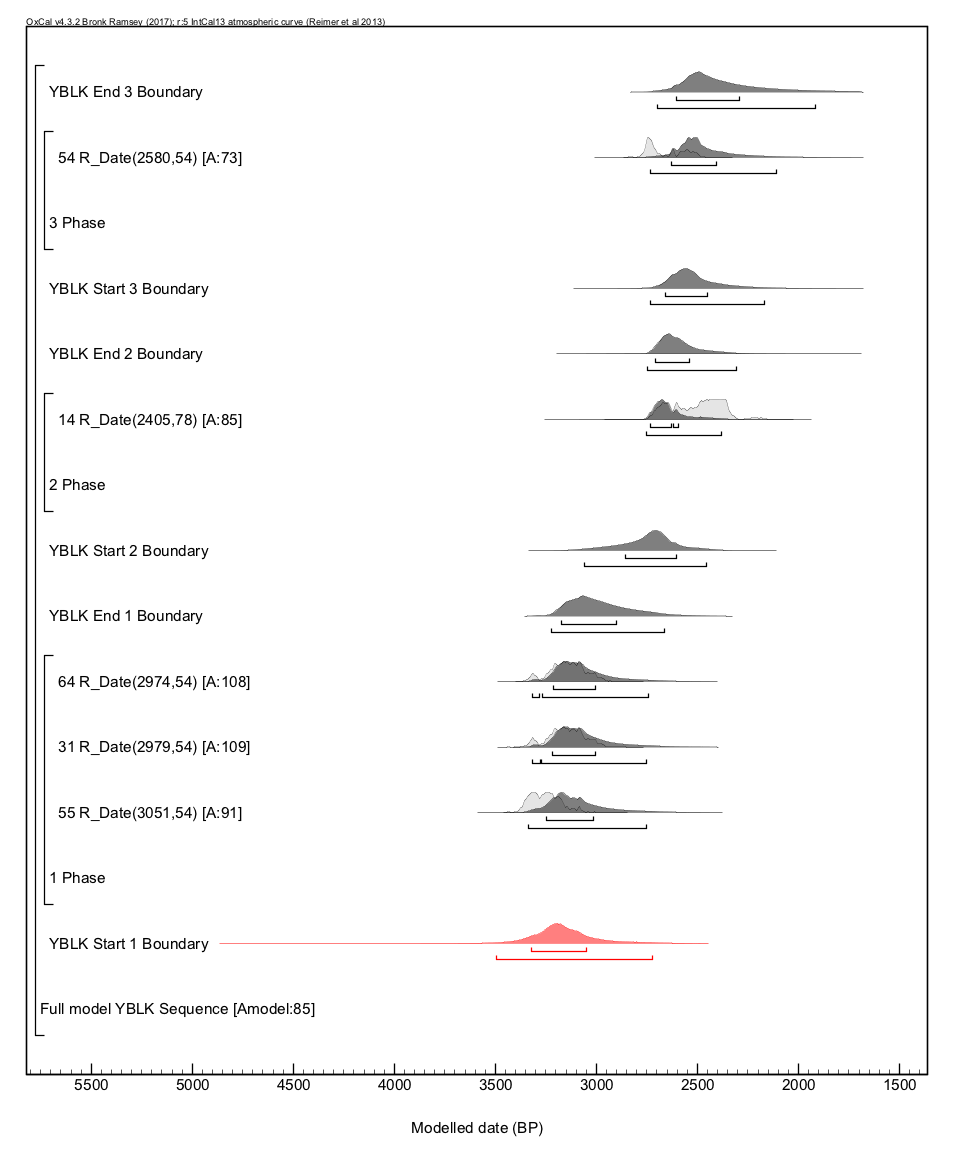 OxCal v4.3.2 Bronk Ramsey (2017); r:5 IntCal13 atmospheric curve (Reimer et al 2013)
YBLK End 3 Boundary
54 R_Date(2580,54) [A:73]
3 Phase
YBLK Start 3 Boundary
YBLK End 2 Boundary
14 R_Date(2405,78) [A:85]
2 Phase
YBLK Start 2 Boundary
YBLK End 1 Boundary
64 R_Date(2974,54) [A:108]
31 R_Date(2979,54) [A:109]
55 R_Date(3051,54) [A:91]
1 Phase
YBLK Start 1 Boundary
Full model YBLK Sequence [Amodel:85]
5500 5000 4500 4000 3500 3000 2500 2000 1500
Modelled date (BP)